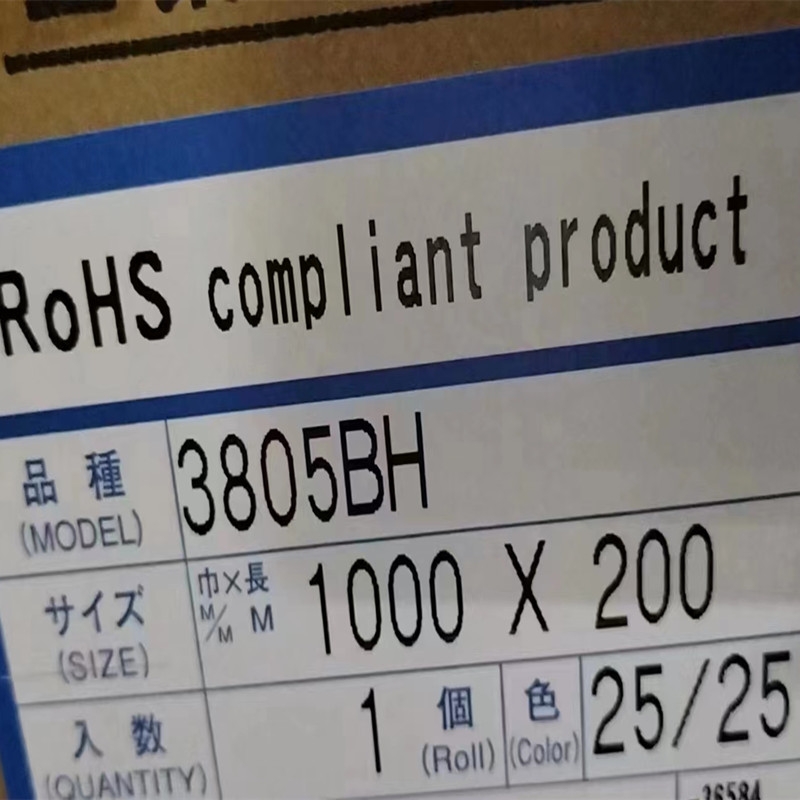 RoHS compliant product
品種 3805BH
(MODEL)
サイズ 巾×長 1000 X 200
(SIZE) M/M M
入数 1 個 色 25/25
(QUANTITY) (Roll) (Color)
-36584